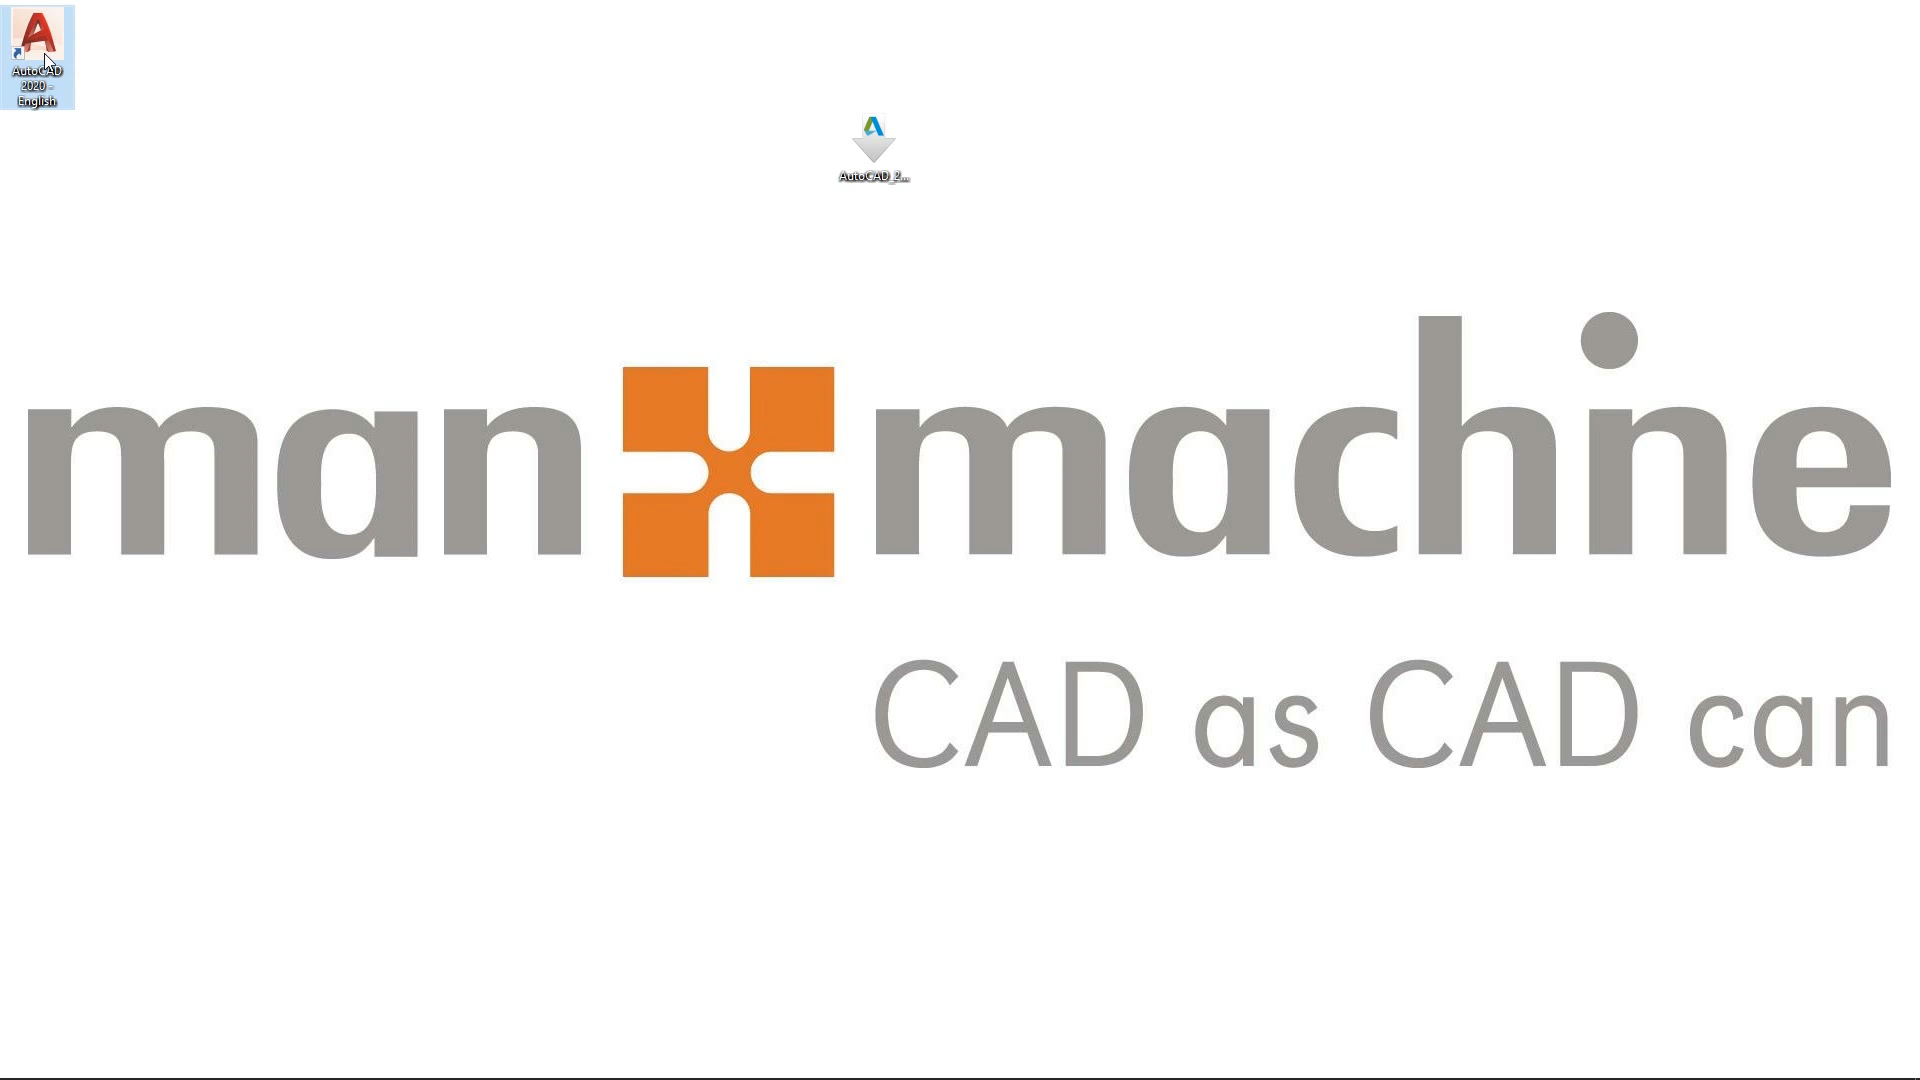 AutoCAD
2020 -
English
AutoCAD_2...
man machine
CAD as CAD can